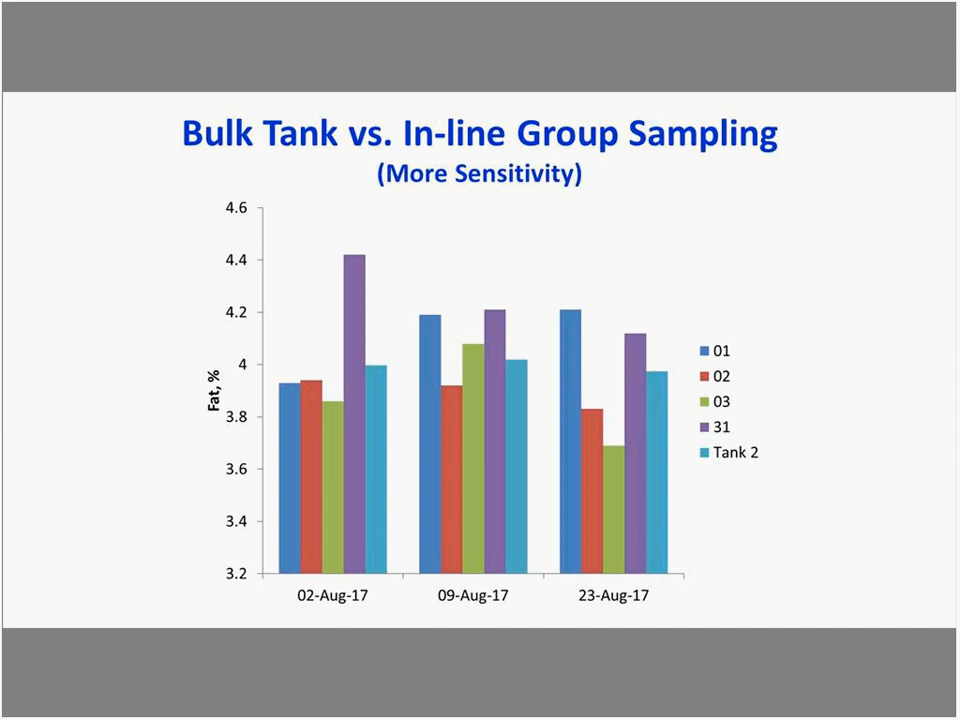 Bulk Tank vs. In-line Group Sampling
(More Sensitivity)
4.6
4.4
4.2
4
3.8
3.6
3.4
3.2
Fat, %
02-Aug-17
09-Aug-17
23-Aug-17
01
02
03
31
Tank 2